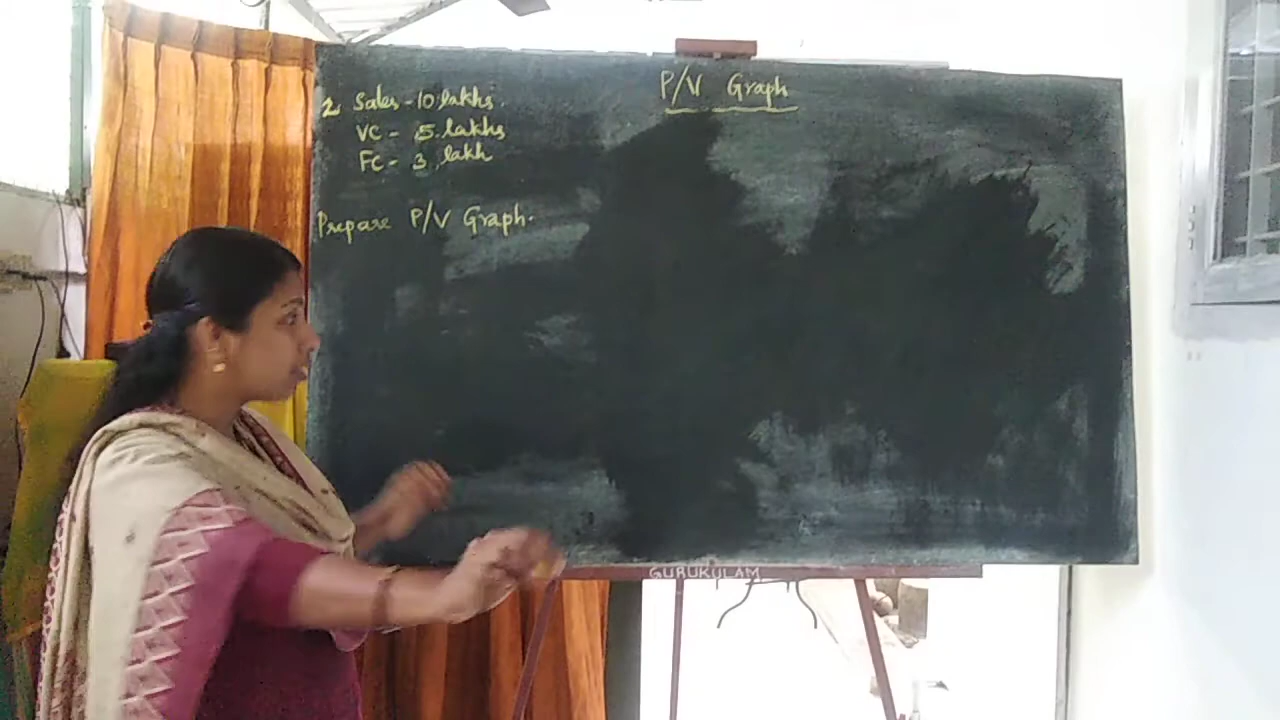 P/V Graph
2. Sales - 10 lakhs.
VC - 5 lakhs
FC - 3 lakh
Prepare P/V Graph.
GURUKULAM